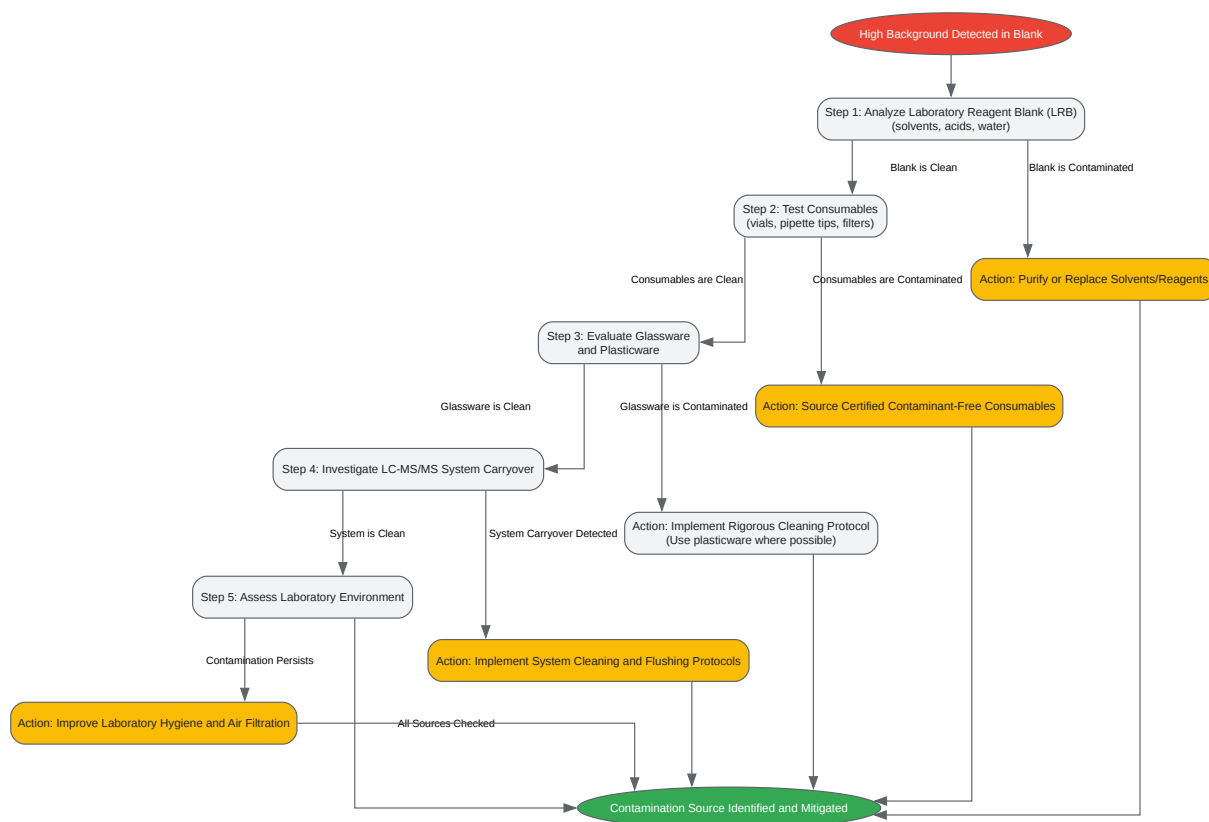 High Background Detected in Blank
Step 1: Analyze Laboratory Reagent Blank (LRB)
(solvents, acids, water)
Blank is Clean
Blank is Contaminated
Step 2: Test Consumables
(vials, pipette tips, filters)
Consumables are Clean
Consumables are Contaminated
Action: Purify or Replace Solvents/Reagents
Step 3: Evaluate Glassware
and Plasticware
Glassware is Clean
Glassware is Contaminated
Action: Source Certified Contaminant-Free Consumables
Step 4: Investigate LC-MS/MS System Carryover
System is Clean
System Carryover Detected
Action: Implement Rigorous Cleaning Protocol
(Use plasticware where possible)
Step 5: Assess Laboratory Environment
Contamination Persists
Action: Implement System Cleaning and Flushing Protocols
Action: Improve Laboratory Hygiene and Air Filtration
All Sources Checked
Contamination Source Identified and Mitigated